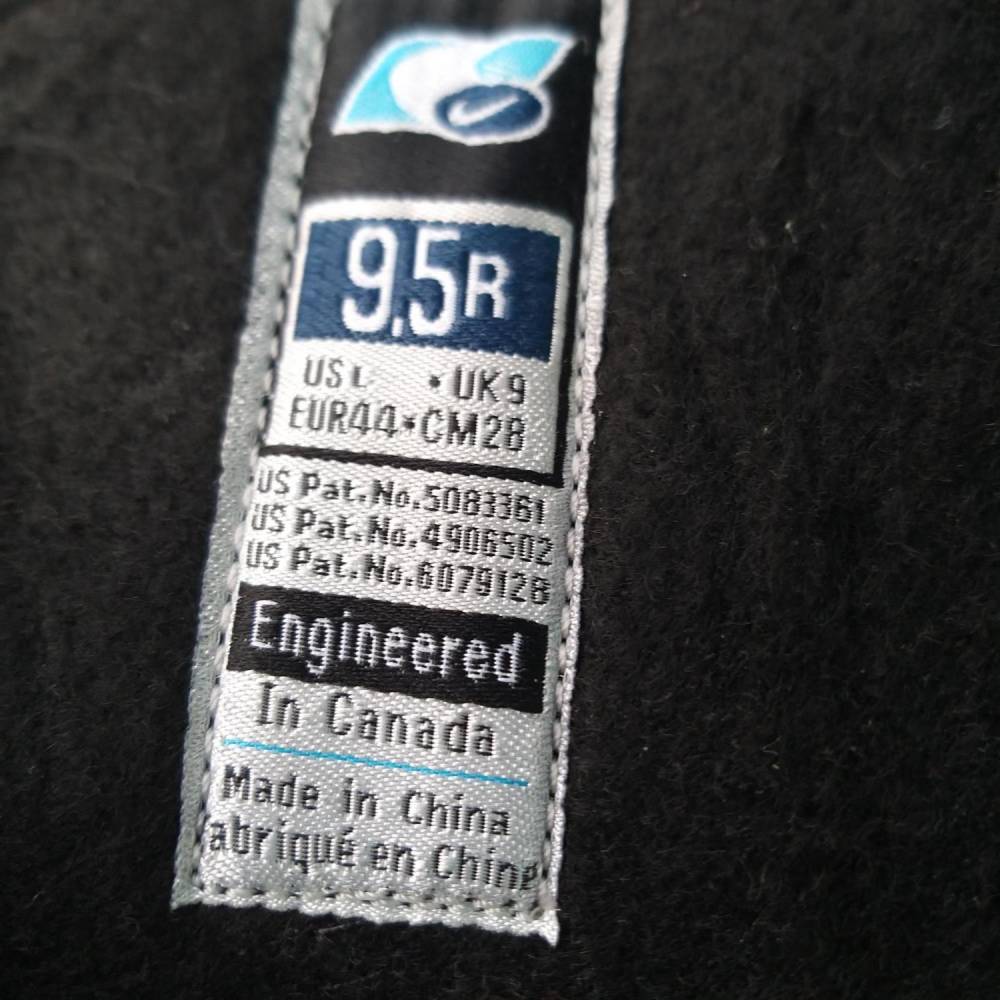 9.5R
US L • UK 9
EUR44•CM28
US Pat.No.5083361
US Pat.No.4906502
US Pat.No.6079128
Engineered
In Canada
Made in China
abriqué en Chine